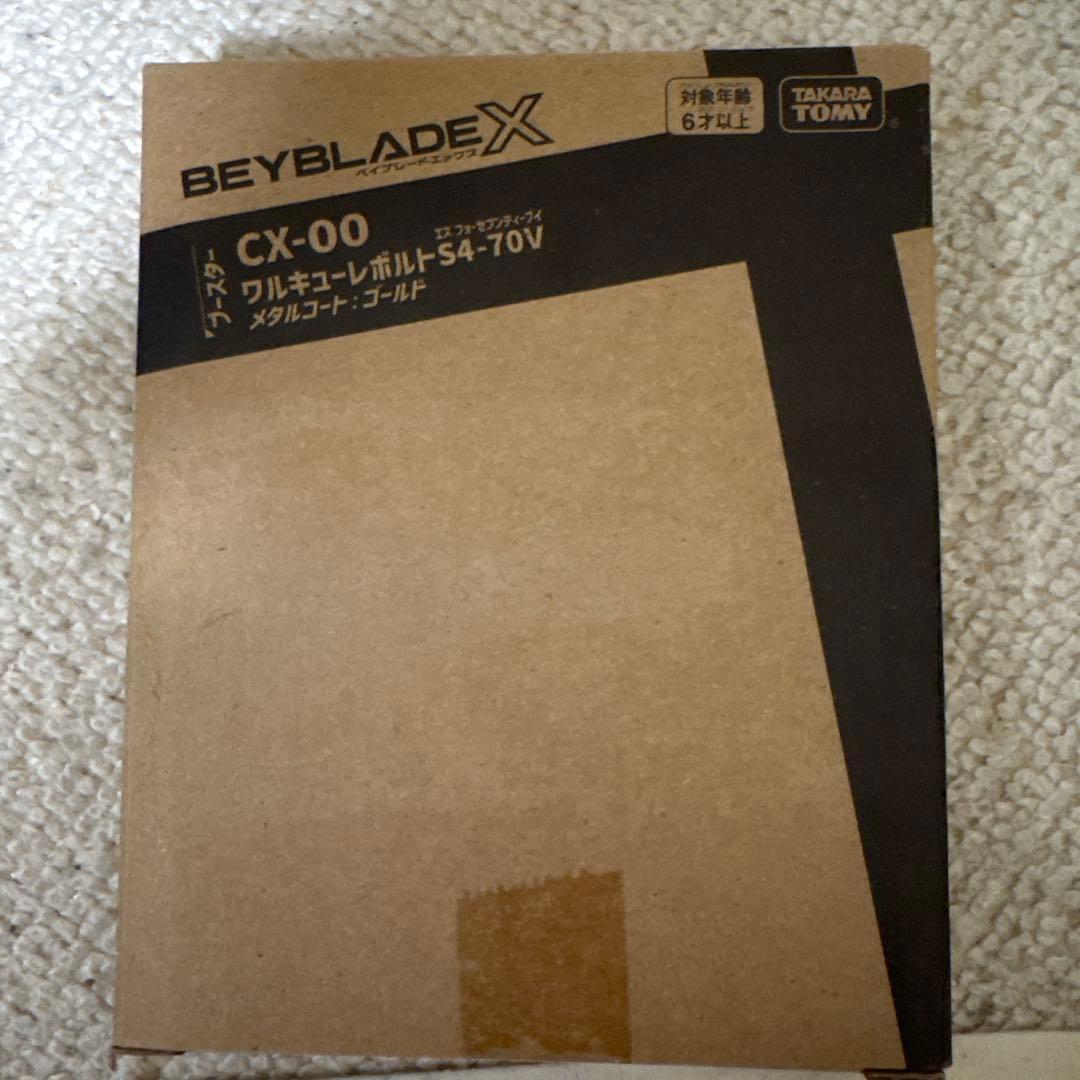 BEYBLADE X
ベイブレードエックス
対象年齢
6才以上
TAKARA
TOMY
ブースター
CX-00
エス フォーセブンティーブイ
ワルキューレボルトS4-70V
メタルコート：ゴールド